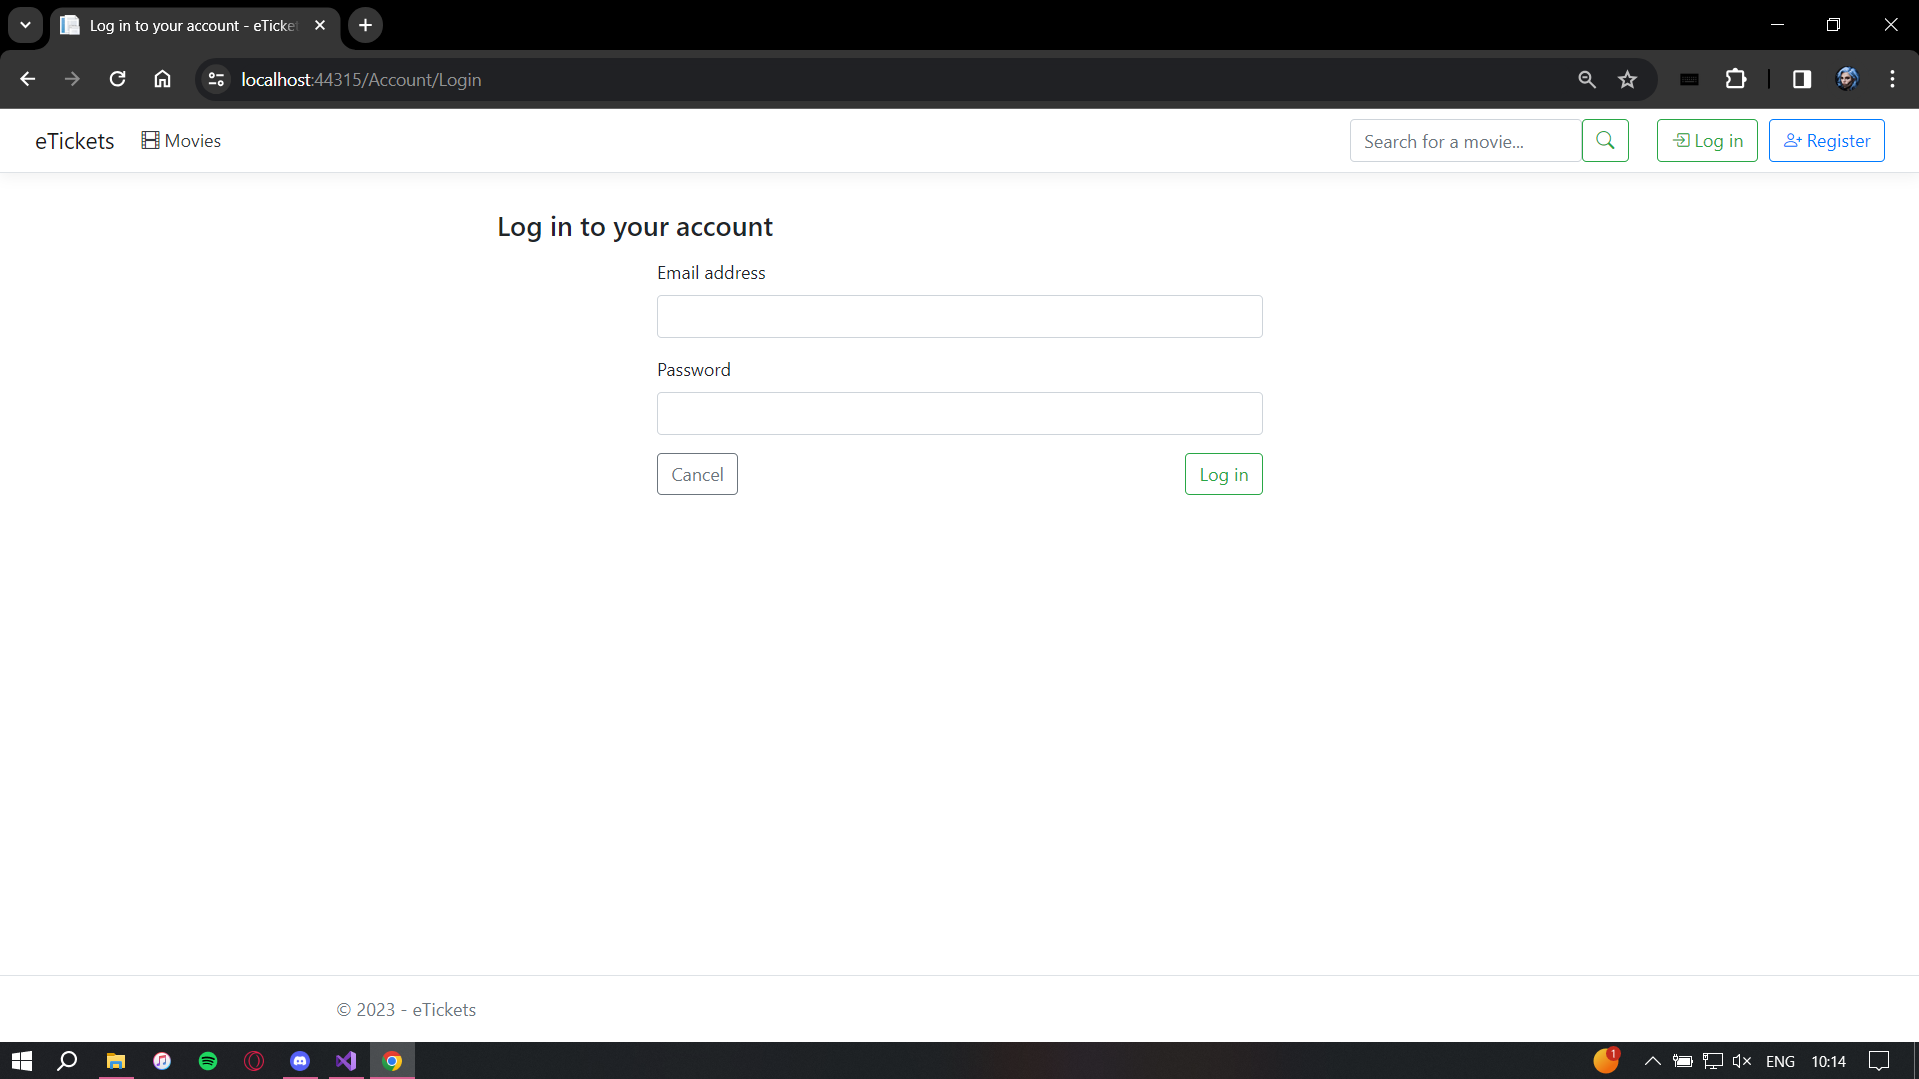 Log in to your account - eTicket
localhost:44315/Account/Login
eTickets
Movies
Search for a movie...
Log in
Register
Log in to your account
Email address
Password
Cancel
Log in
© 2023 - eTickets
1
ENG
10:14